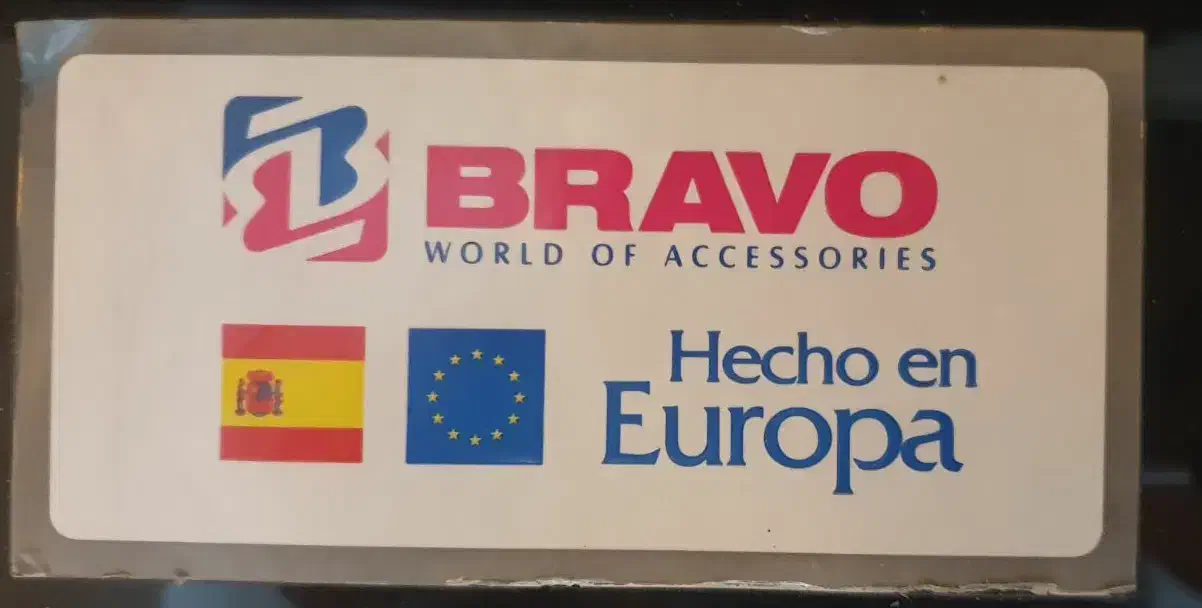 BRAVO
WORLD OF ACCESSORIES
Hecho en
Europa